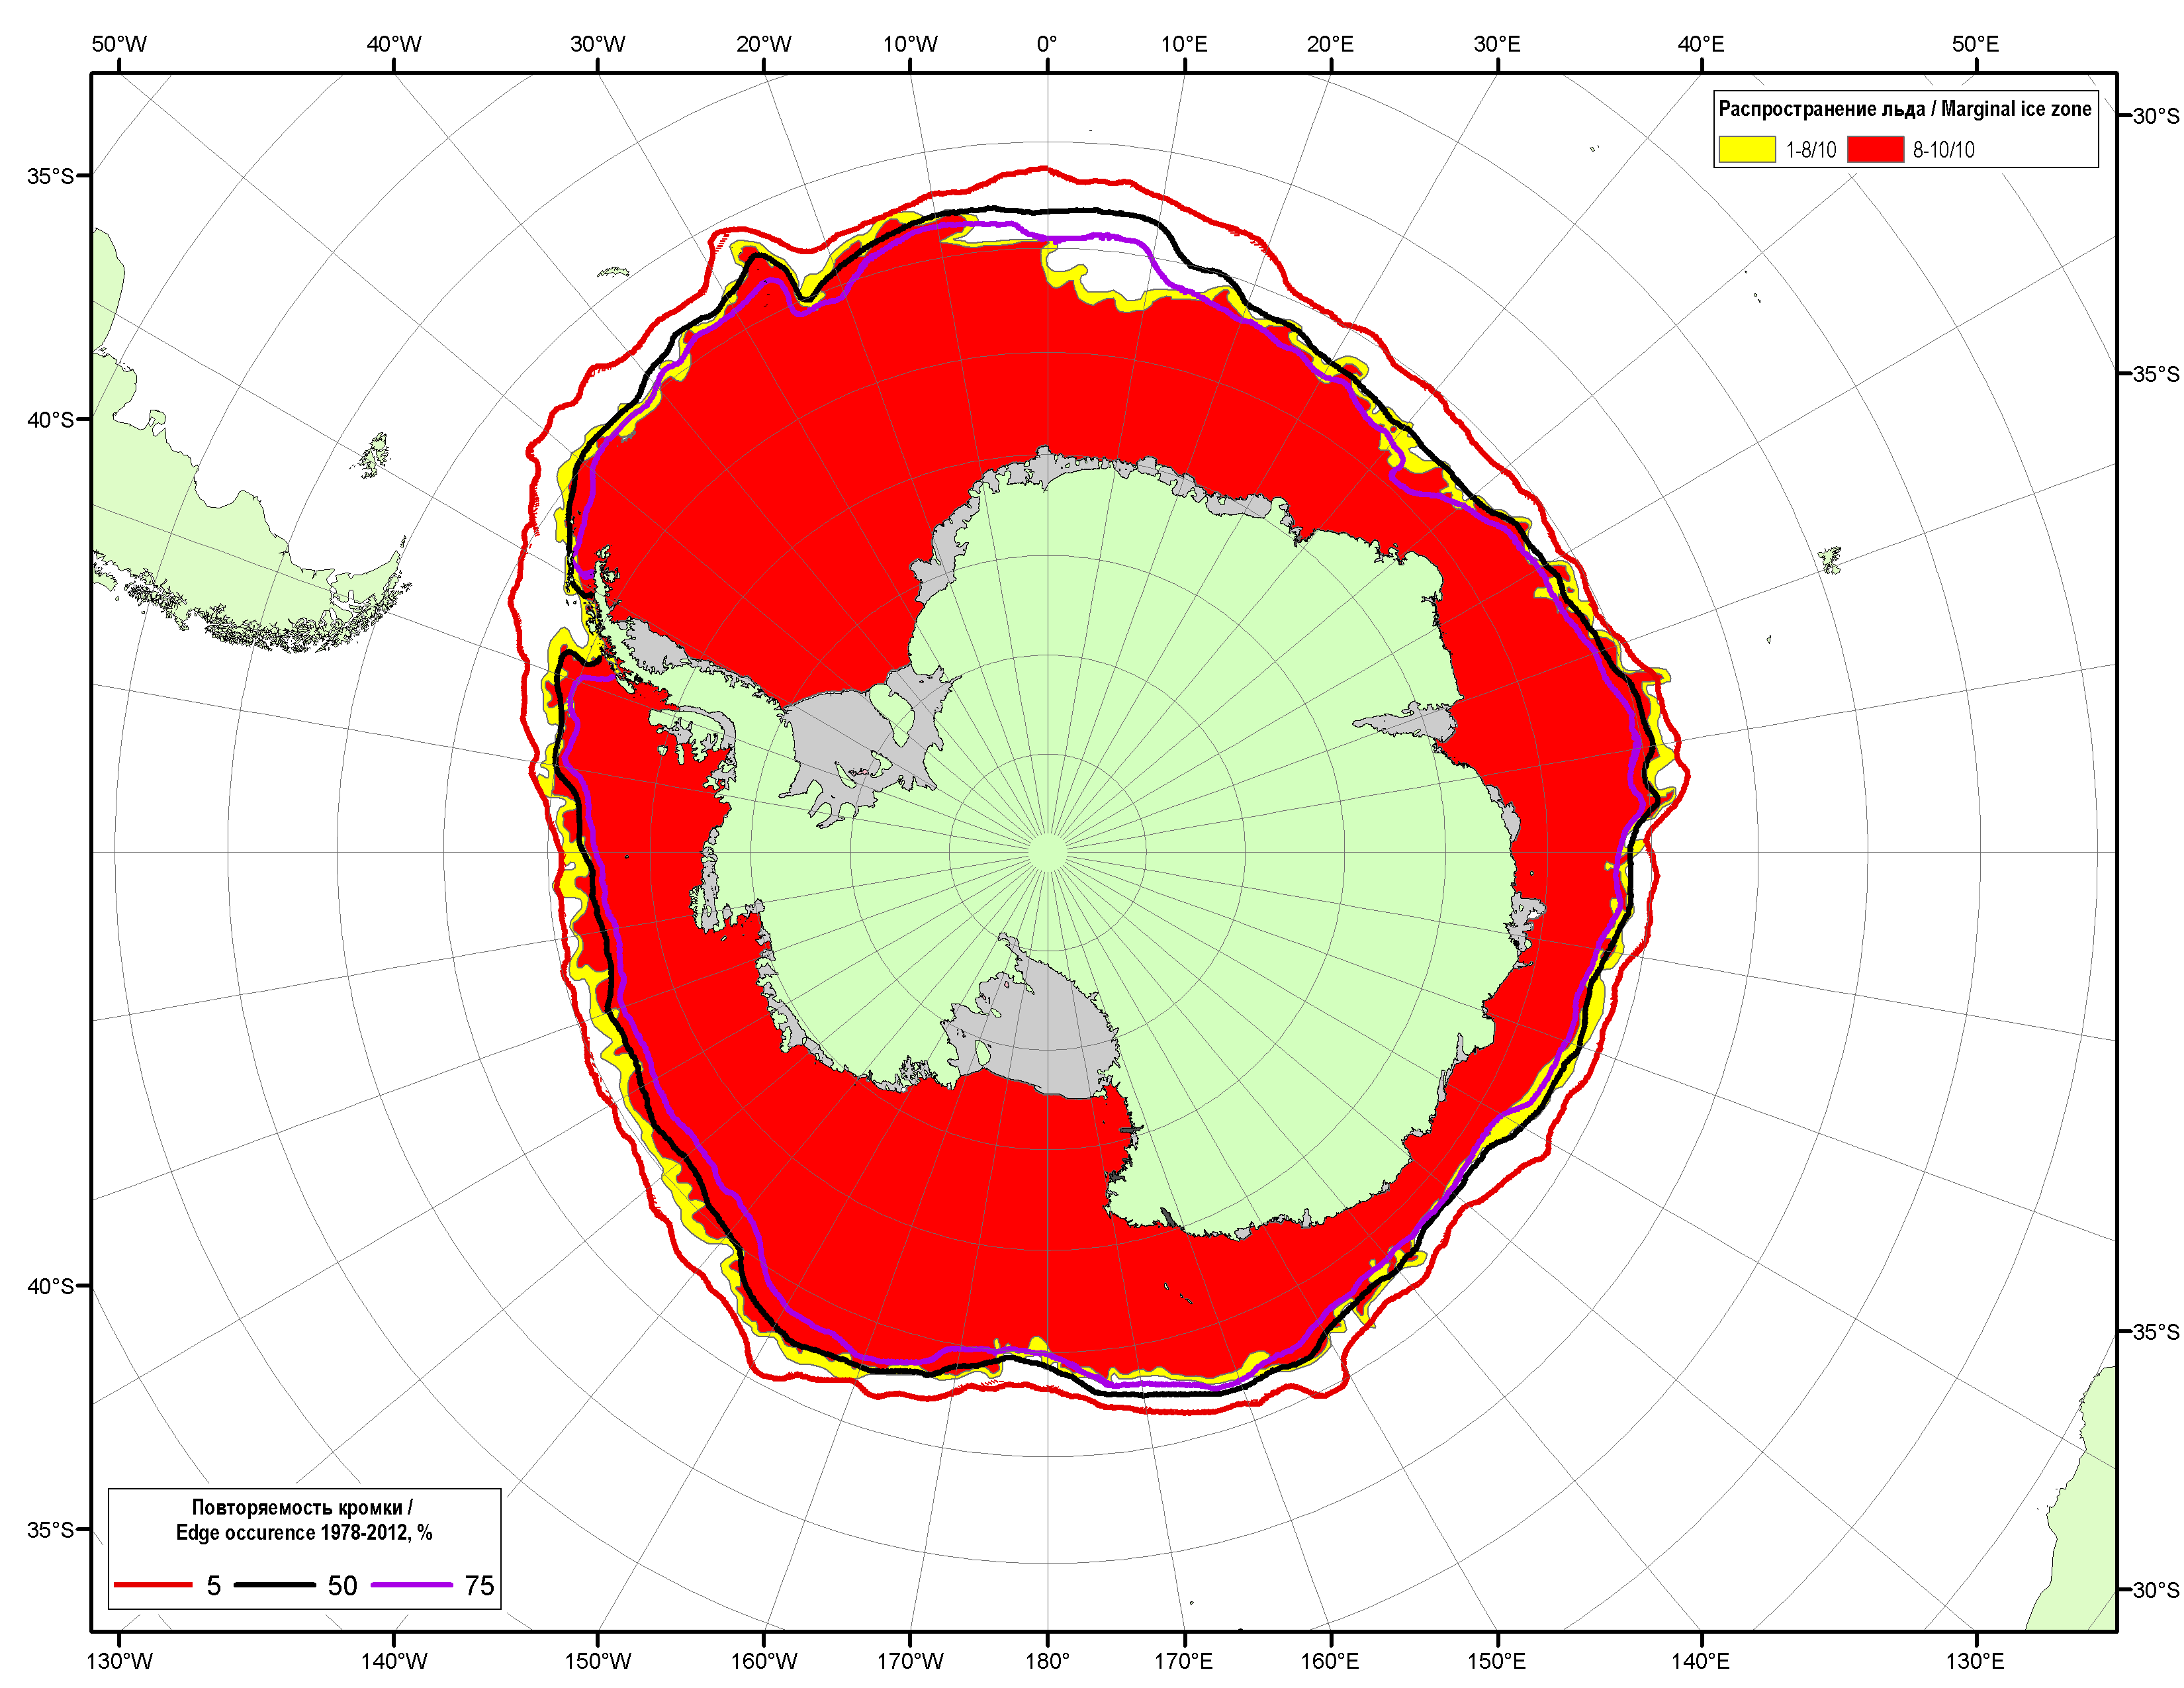 50°W 40°W 30°W 20°W 10°W 0° 10°E 20°E 30°E 40°E 50°E
Распространение льда / Marginal ice zone
1-8/10 8-10/10
30°S
35°S
35°S
40°S
40°S
35°S
35°S
30°S
Повторяемость кромки /
Edge occurence 1978-2012, %
5 50 75
130°W 140°W 150°W 160°W 170°W 180° 170°E 160°E 150°E 140°E 130°E